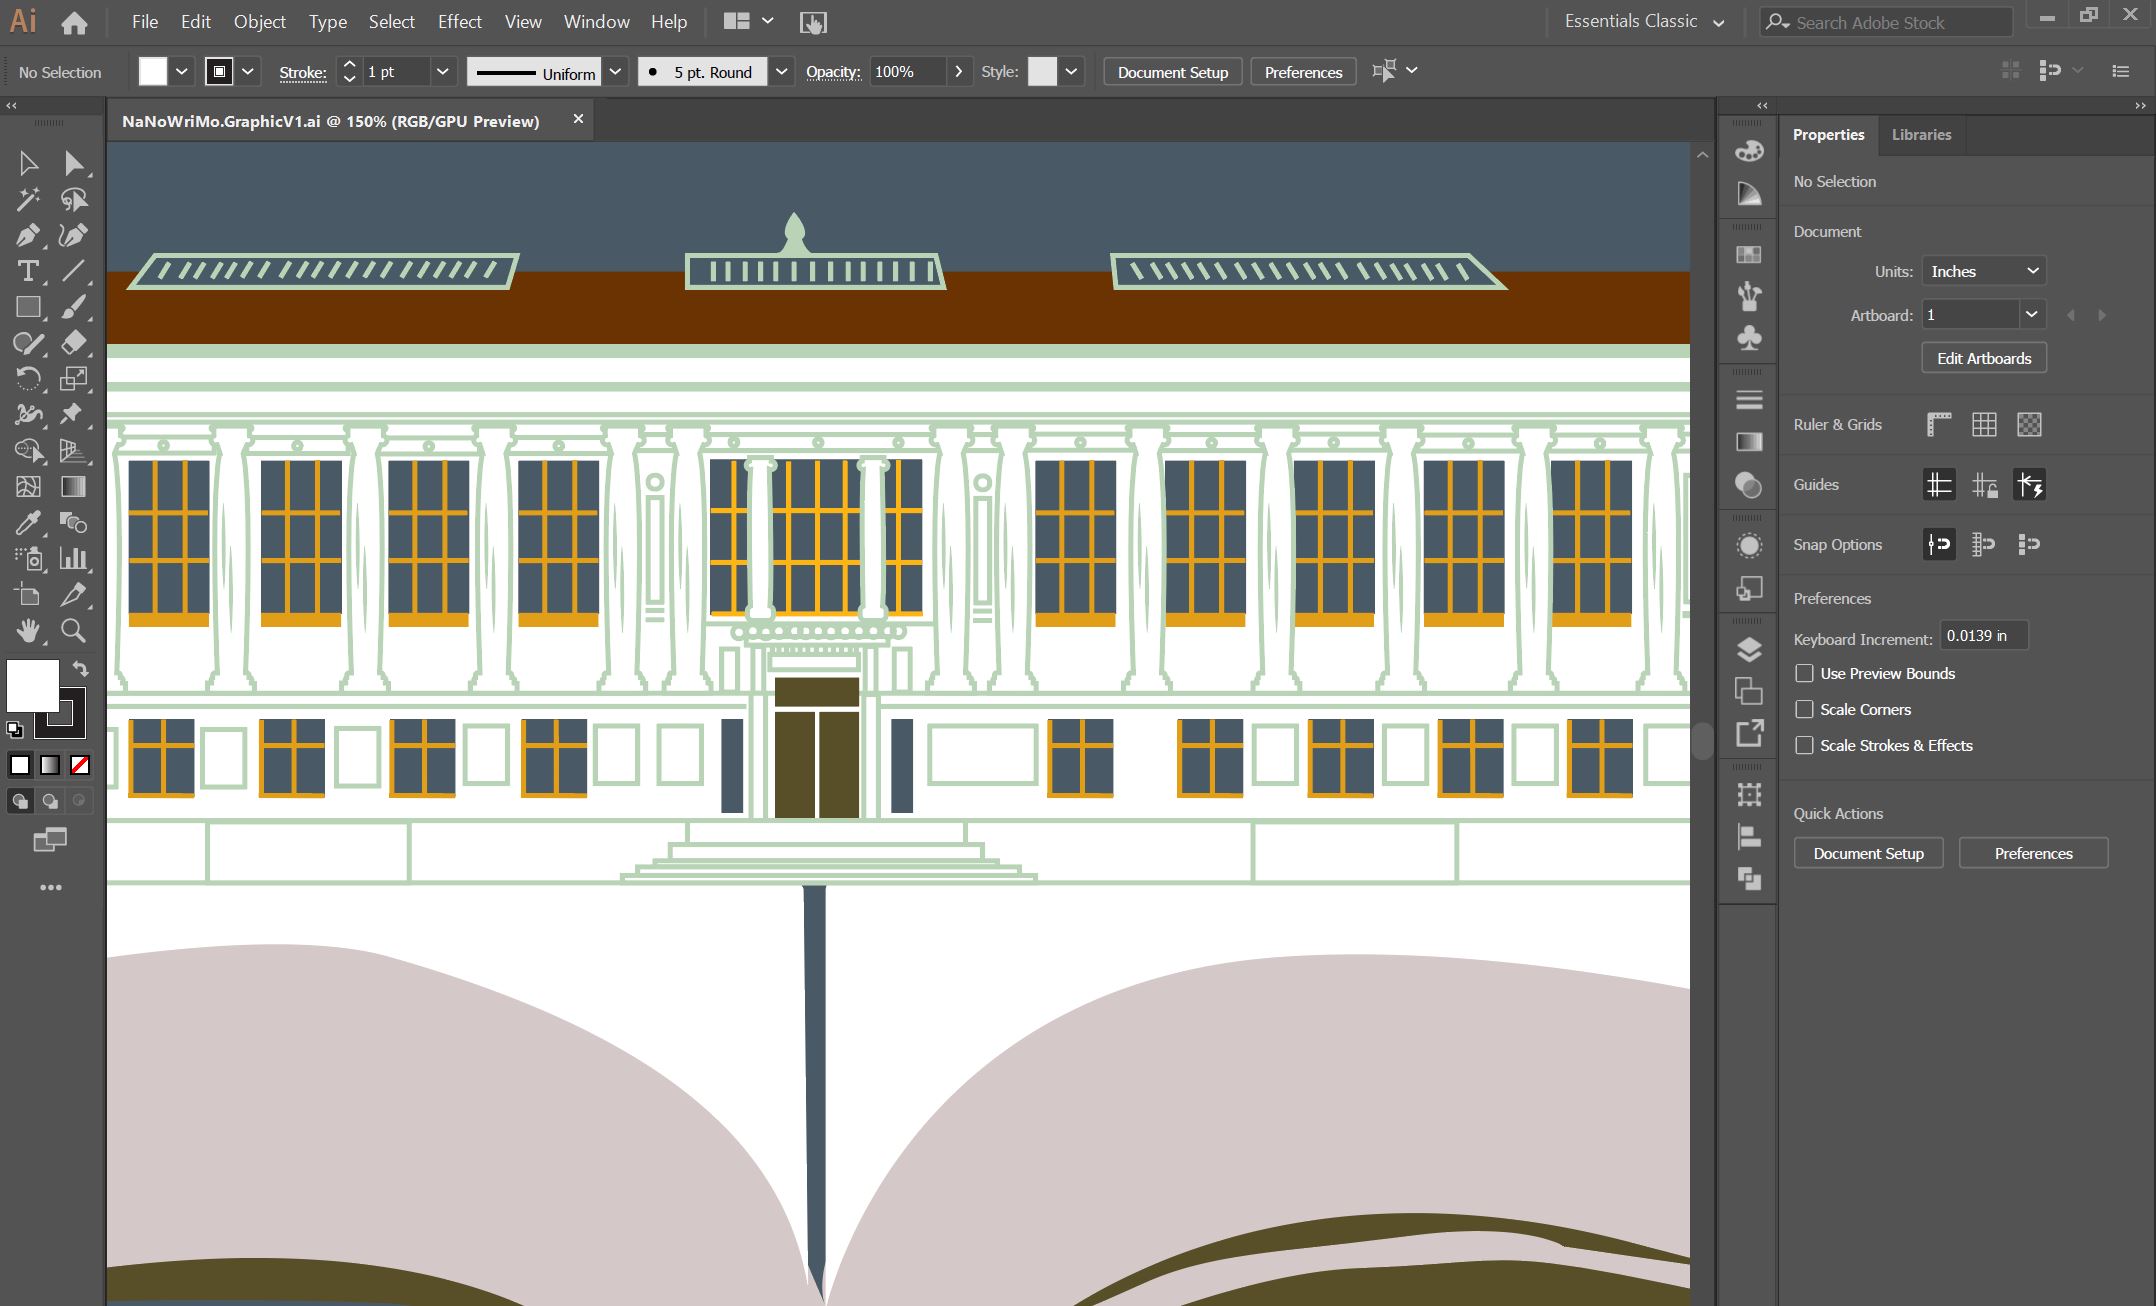 Ai File Edit Object Type Select Effect View Window Help Essentials Classic Search Adobe Stock
No Selection Stroke: 1 pt Uniform 5 pt. Round Opacity: 100% Style: Document Setup Preferences
NaNoWriMo.GraphicV1.ai @ 150% (RGB/GPU Preview)
Properties Libraries
No Selection
Document
Units: Inches
Artboard: 1
Edit Artboards
Ruler & Grids
Guides
Snap Options
Preferences
Keyboard Increment: 0.0139 in
Use Preview Bounds
Scale Corners
Scale Strokes & Effects
Quick Actions
Document Setup Preferences